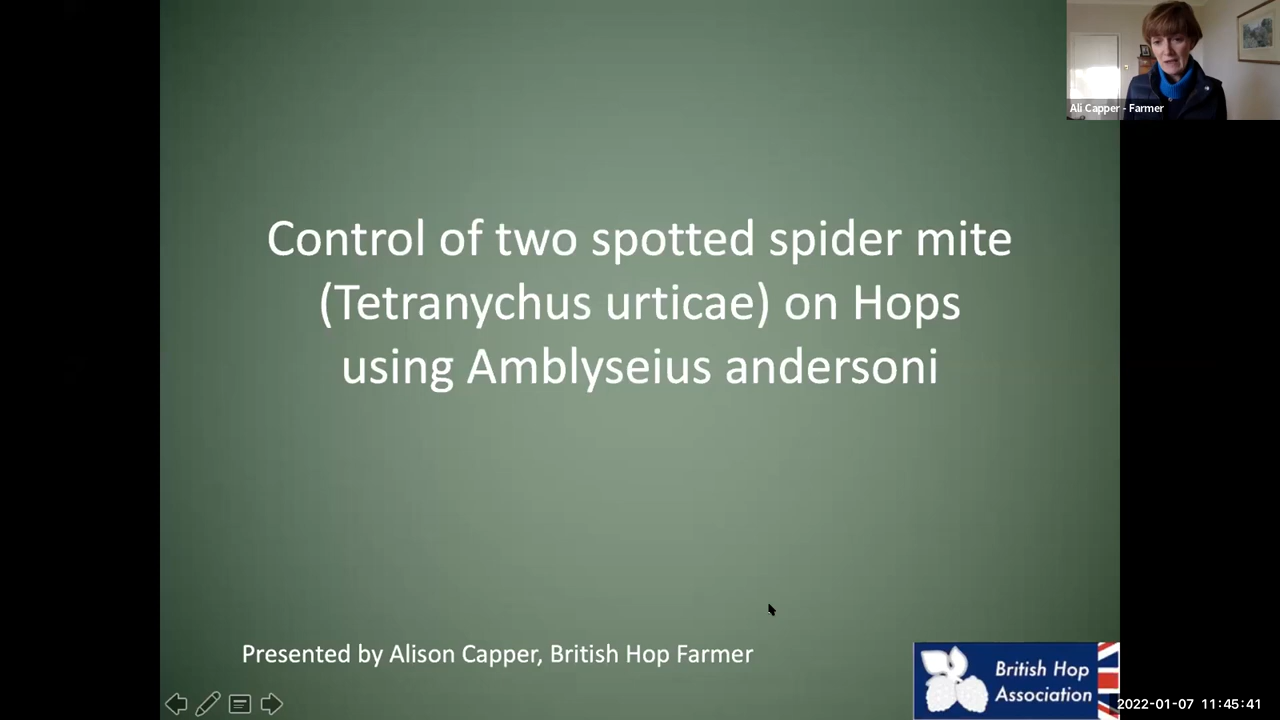 Ali Capper - Farmer
Control of two spotted spider mite
(Tetranychus urticae) on Hops
using Amblyseius andersoni
Presented by Alison Capper, British Hop Farmer
British Hop
Association
2022-01-07 11:45:41